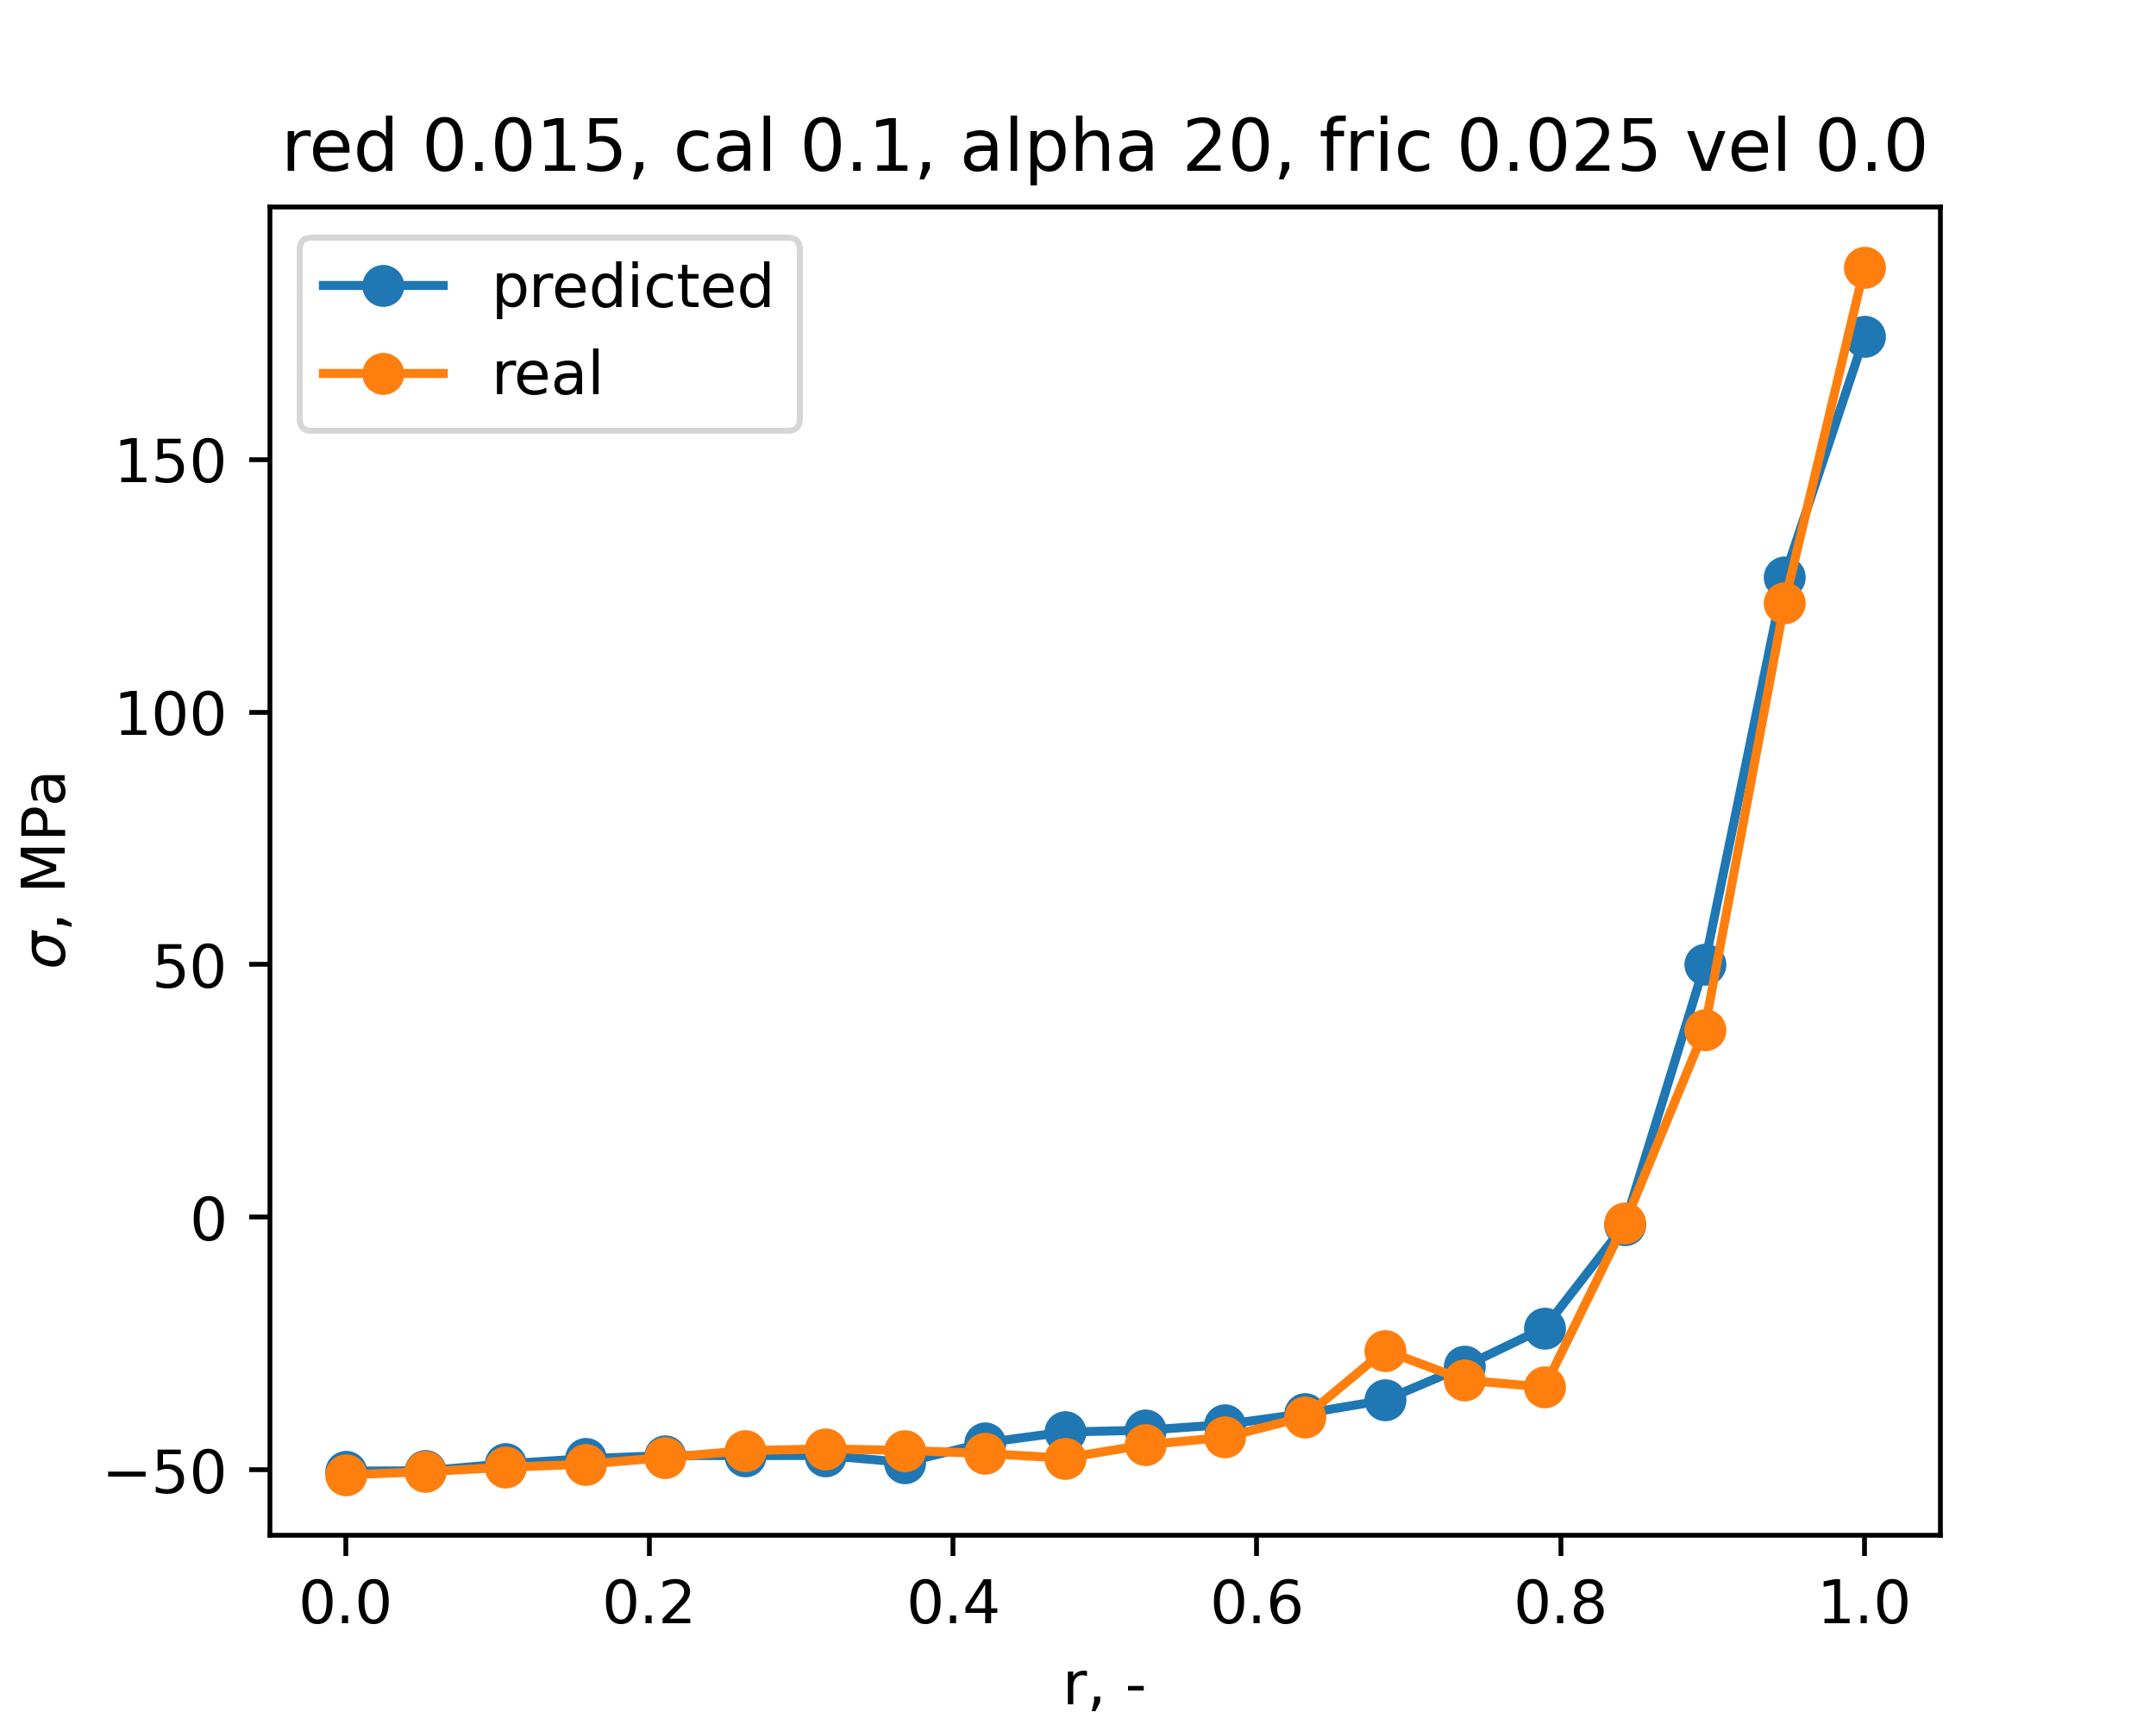 red 0.015, cal 0.1, alpha 20, fric 0.025 vel 0.0
predicted
real
150
100
50
0
−50
σ, MPa
0.0 0.2 0.4 0.6 0.8 1.0
r, -